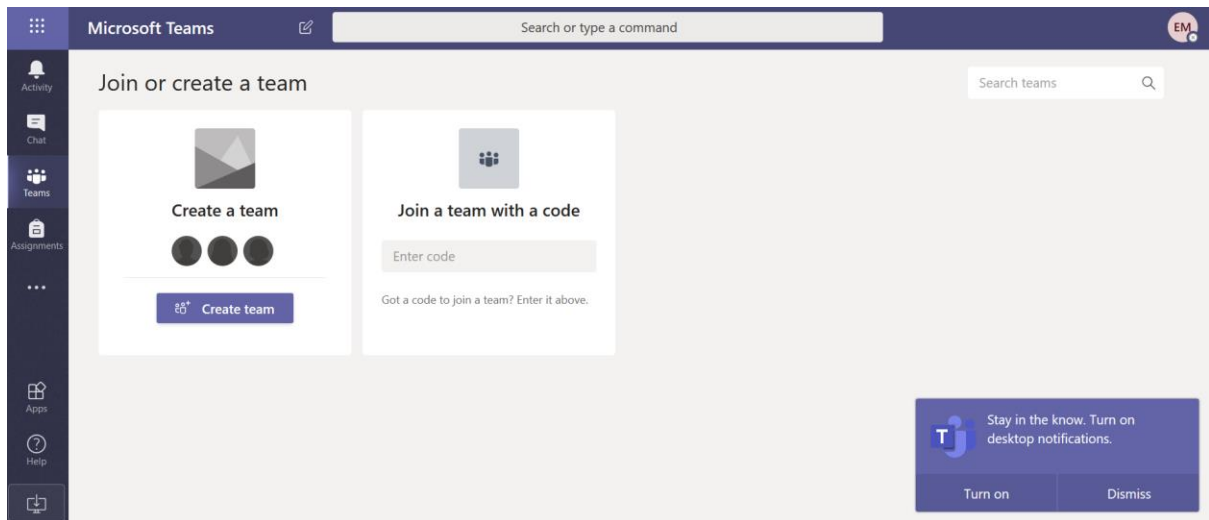 Microsoft Teams
Search or type a command
EM
Activity
Chat
Teams
Assignments
Apps
Help
Join or create a team
Search teams
Create a team
Create team
Join a team with a code
Enter code
Got a code to join a team? Enter it above.
T
Stay in the know. Turn on
desktop notifications.
Turn on
Dismiss